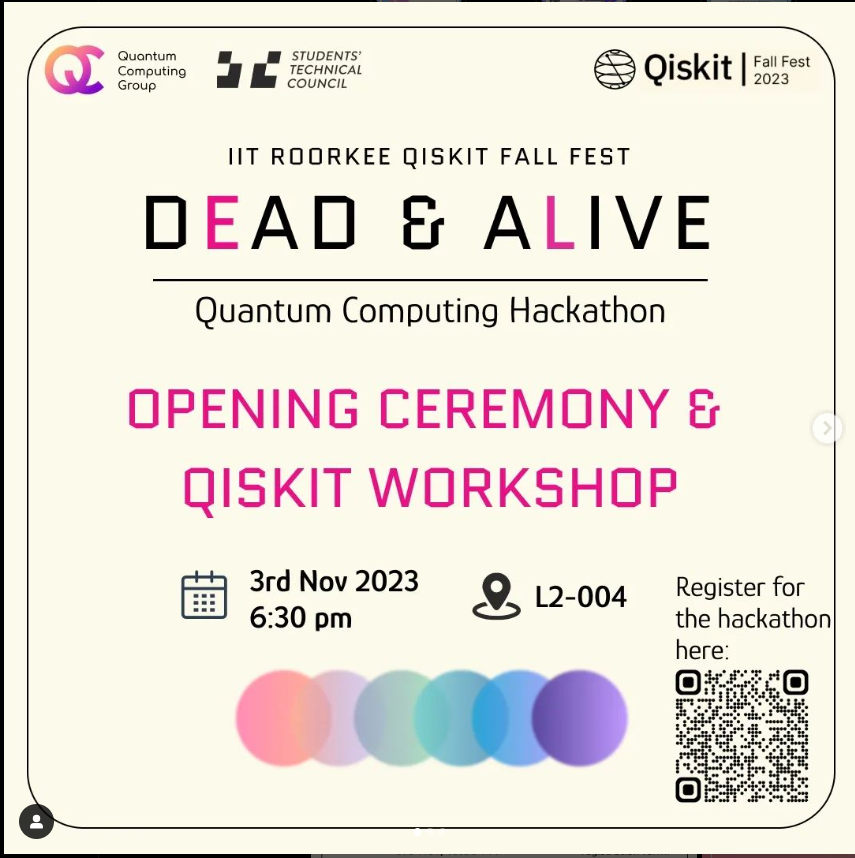 Quantum
Computing
Group
STUDENTS'
TECHNICAL
COUNCIL
Qiskit | Fall Fest
2023
IIT ROORKEE QISKIT FALL FEST
DEAD & ALIVE
Quantum Computing Hackathon
OPENING CEREMONY &
QISKIT WORKSHOP
3rd Nov 2023
6:30 pm
L2-004
Register for
the hackathon
here: